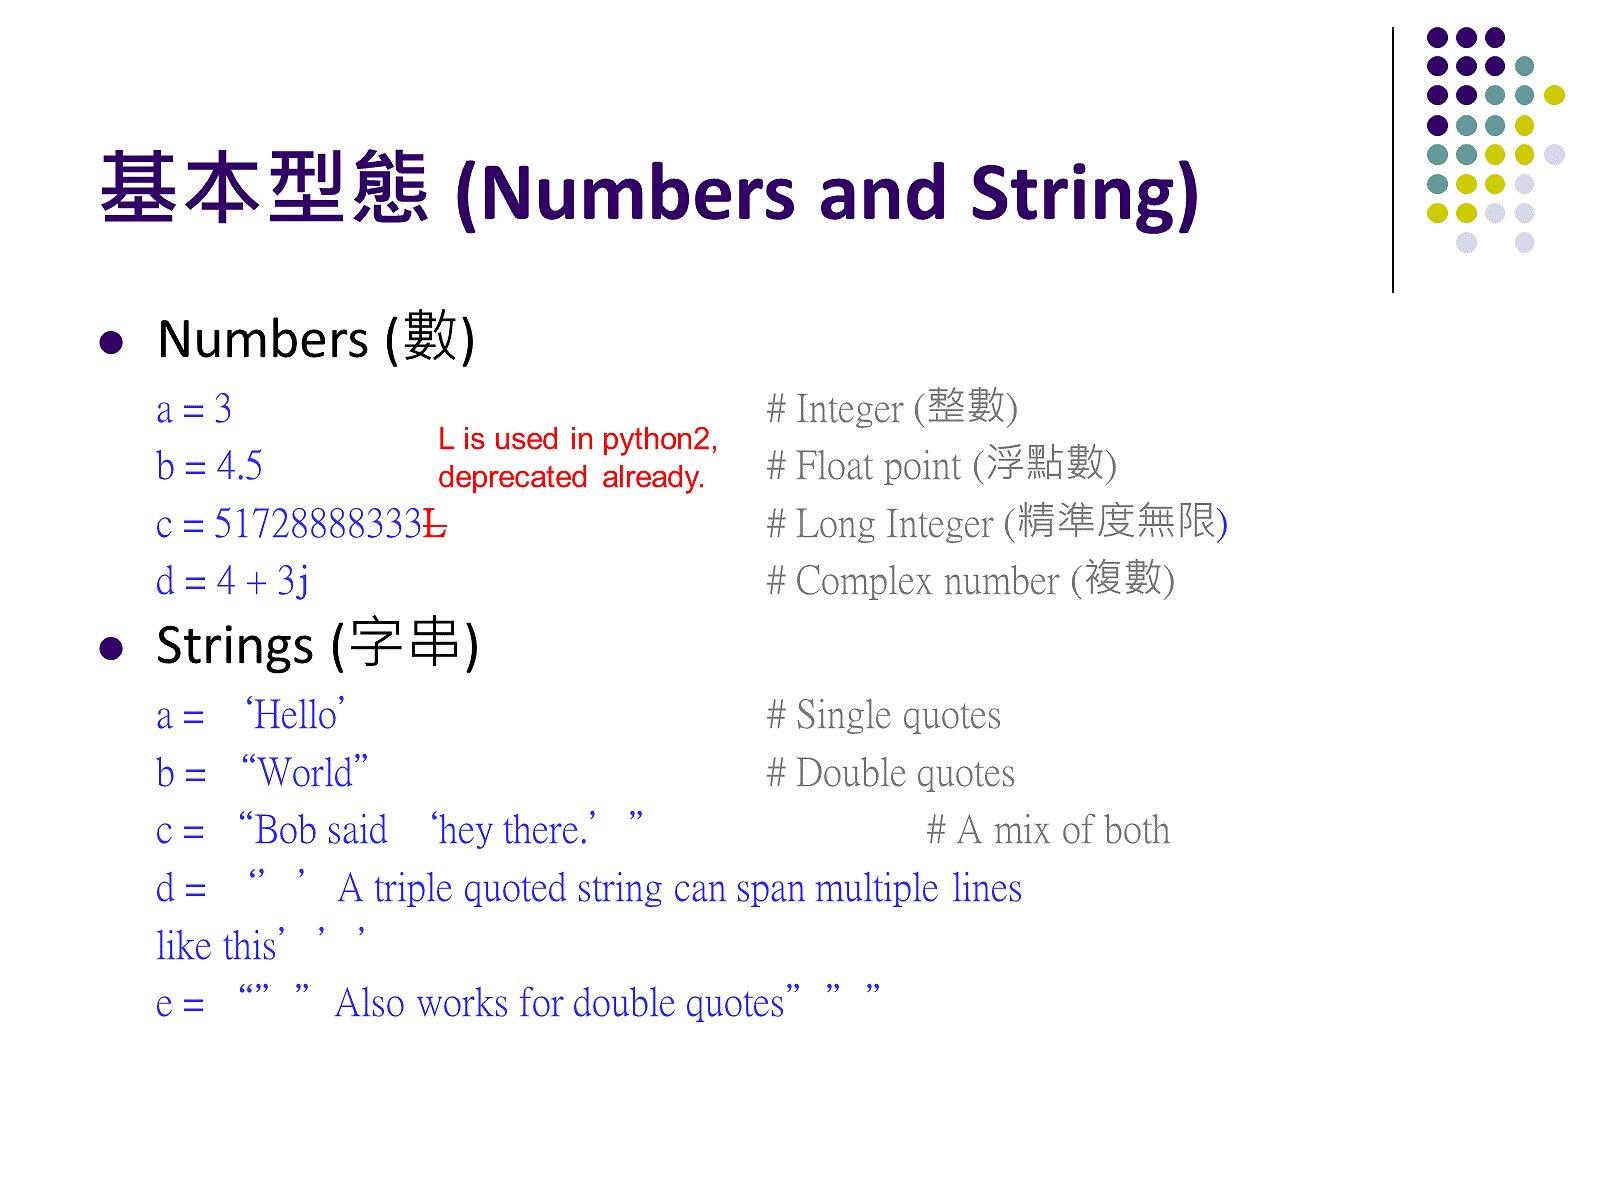 基本型態 (Numbers and String)
Numbers (數)
a = 3 # Integer (整數)
L is used in python2,
deprecated already.
b = 4.5 # Float point (浮點數)
c = 51728888333L # Long Integer (精準度無限)
d = 4 + 3j # Complex number (複數)
Strings (字串)
a = ‘Hello’ # Single quotes
b = “World” # Double quotes
c = “Bob said ‘hey there.’” # A mix of both
d = ‘’’A triple quoted string can span multiple lines
like this’’’
e = “””Also works for double quotes”””